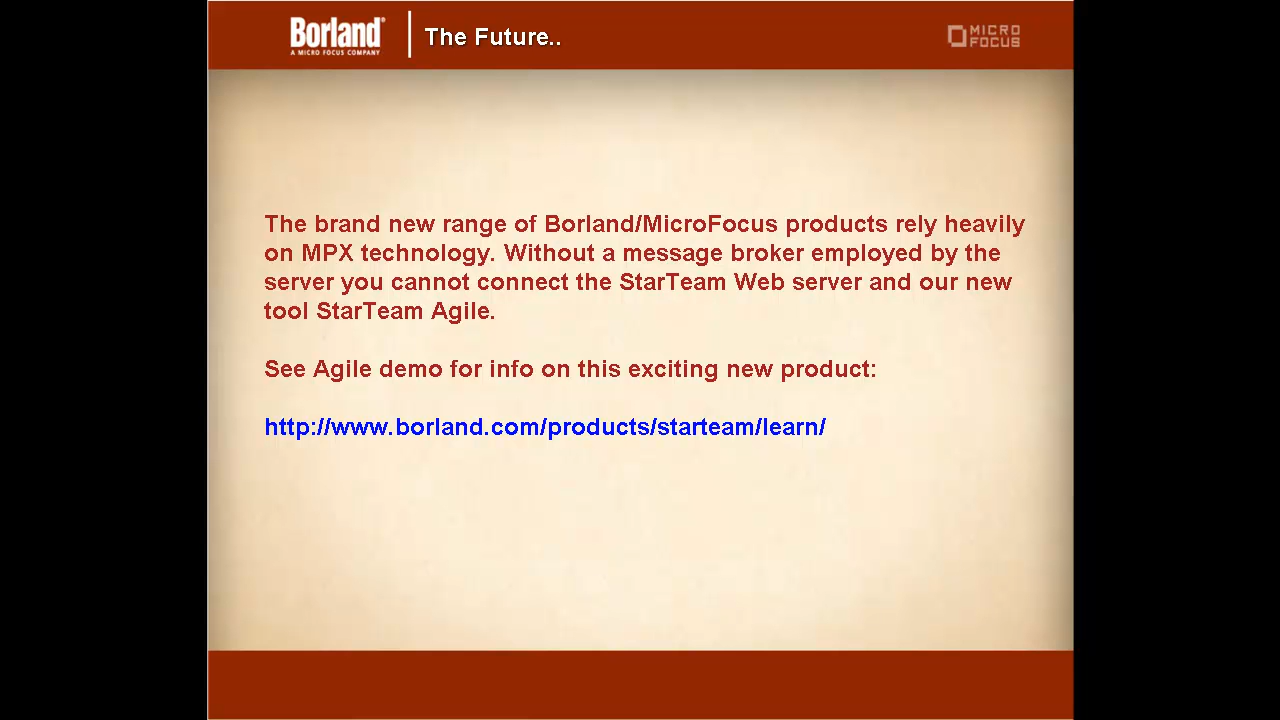 Borland®
A MICRO FOCUS COMPANY
The Future..
MICRO
FOCUS
The brand new range of Borland/MicroFocus products rely heavily
on MPX technology. Without a message broker employed by the
server you cannot connect the StarTeam Web server and our new
tool StarTeam Agile.
See Agile demo for info on this exciting new product:
http://www.borland.com/products/starteam/learn/